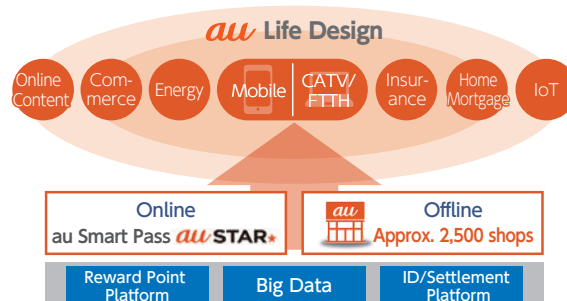 au Life Design
Online
Content
Com-
merce
Energy
Mobile
CATV/
FTTH
Insur-
ance
Home
Mortgage
IoT
Online
au Smart Pass au STAR
au
Offline
Approx. 2,500 shops
Reward Point
Platform
Big Data
ID/Settlement
Platform